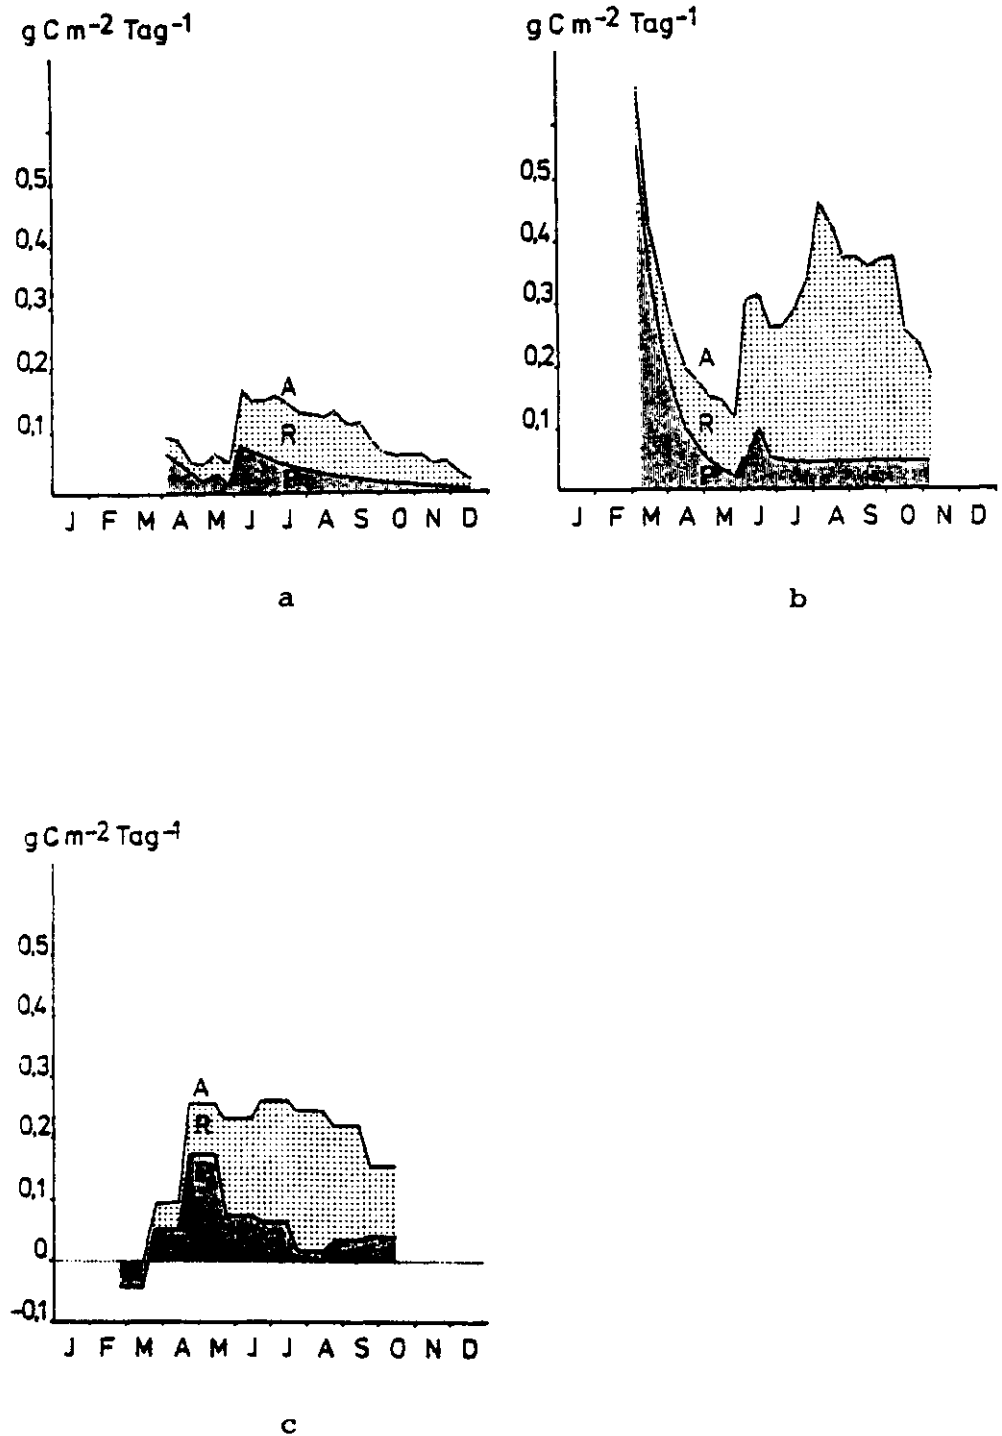 g C m⁻² Tag⁻¹
0,5
0,4
0,3
0,2
0,1
A
R
P
J F M A M J J A S O N D
a
g C m⁻² Tag⁻¹
0,5
0,4
0,3
0,2
0,1
A
R
P
J F M A M J J A S O N D
b
g C m⁻² Tag⁻¹
0,5
0,4
0,3
0,2
0,1
0
-0,1
A
R
P
J F M A M J J A S O N D
c